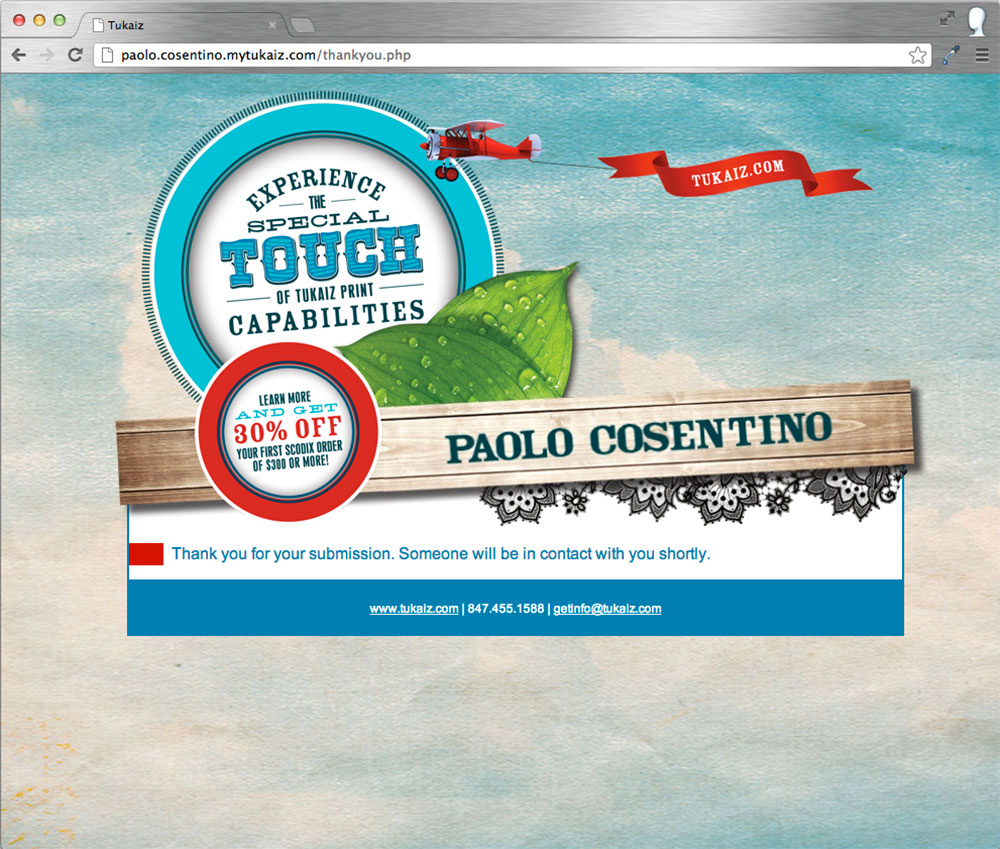 Tukaiz
paolo.cosentino.mytukaiz.com/thankyou.php
EXPERIENCE
THE
SPECIAL
TOUCH
OF TUKAIZ PRINT
CAPABILITIES
TUKAIZ.COM
LEARN MORE
AND GET
30% OFF
YOUR FIRST SCODIX ORDER
OF $300 OR MORE!
PAOLO COSENTINO
Thank you for your submission. Someone will be in contact with you shortly.
www.tukaiz.com | 847.455.1588 | getinfo@tukaiz.com